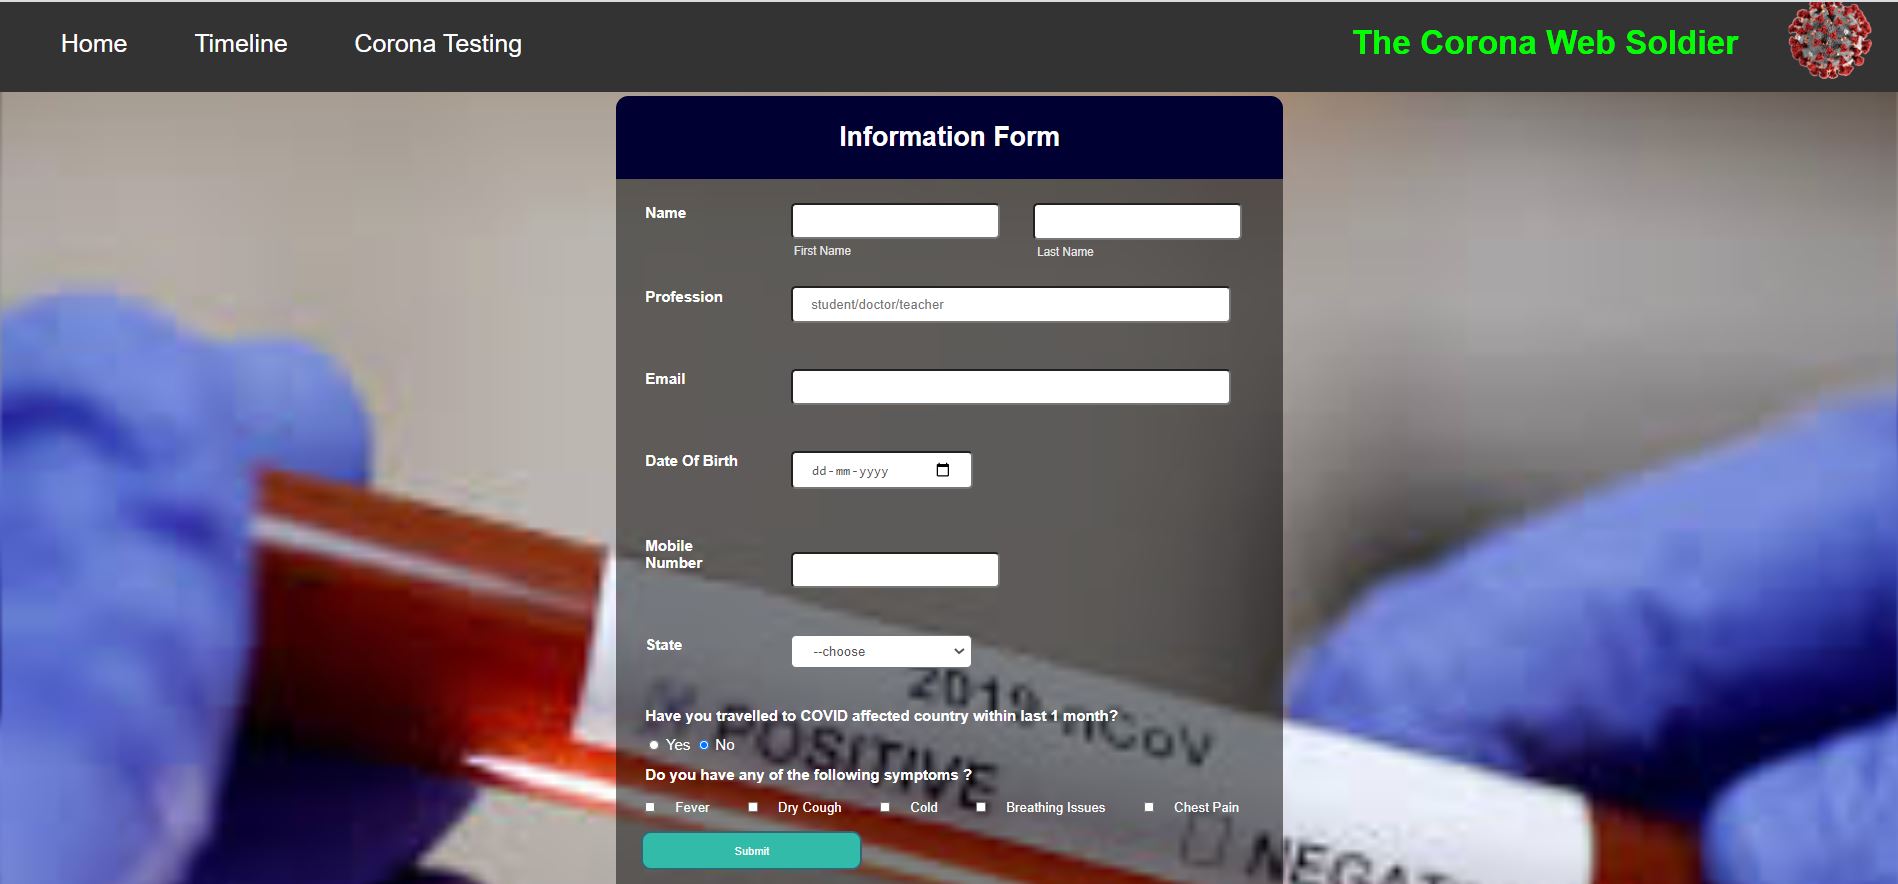 Home Timeline Corona Testing The Corona Web Soldier
Information Form
Name
First Name Last Name
Profession student/doctor/teacher
Email
Date Of Birth dd-mm-yyyy
Mobile
Number
State --choose
2019-nCoV
Have you travelled to COVID affected country within last 1 month?
Yes No
POSITIVE
Do you have any of the following symptoms ?
Fever Dry Cough Cold Breathing Issues Chest Pain
Submit
NEGAT